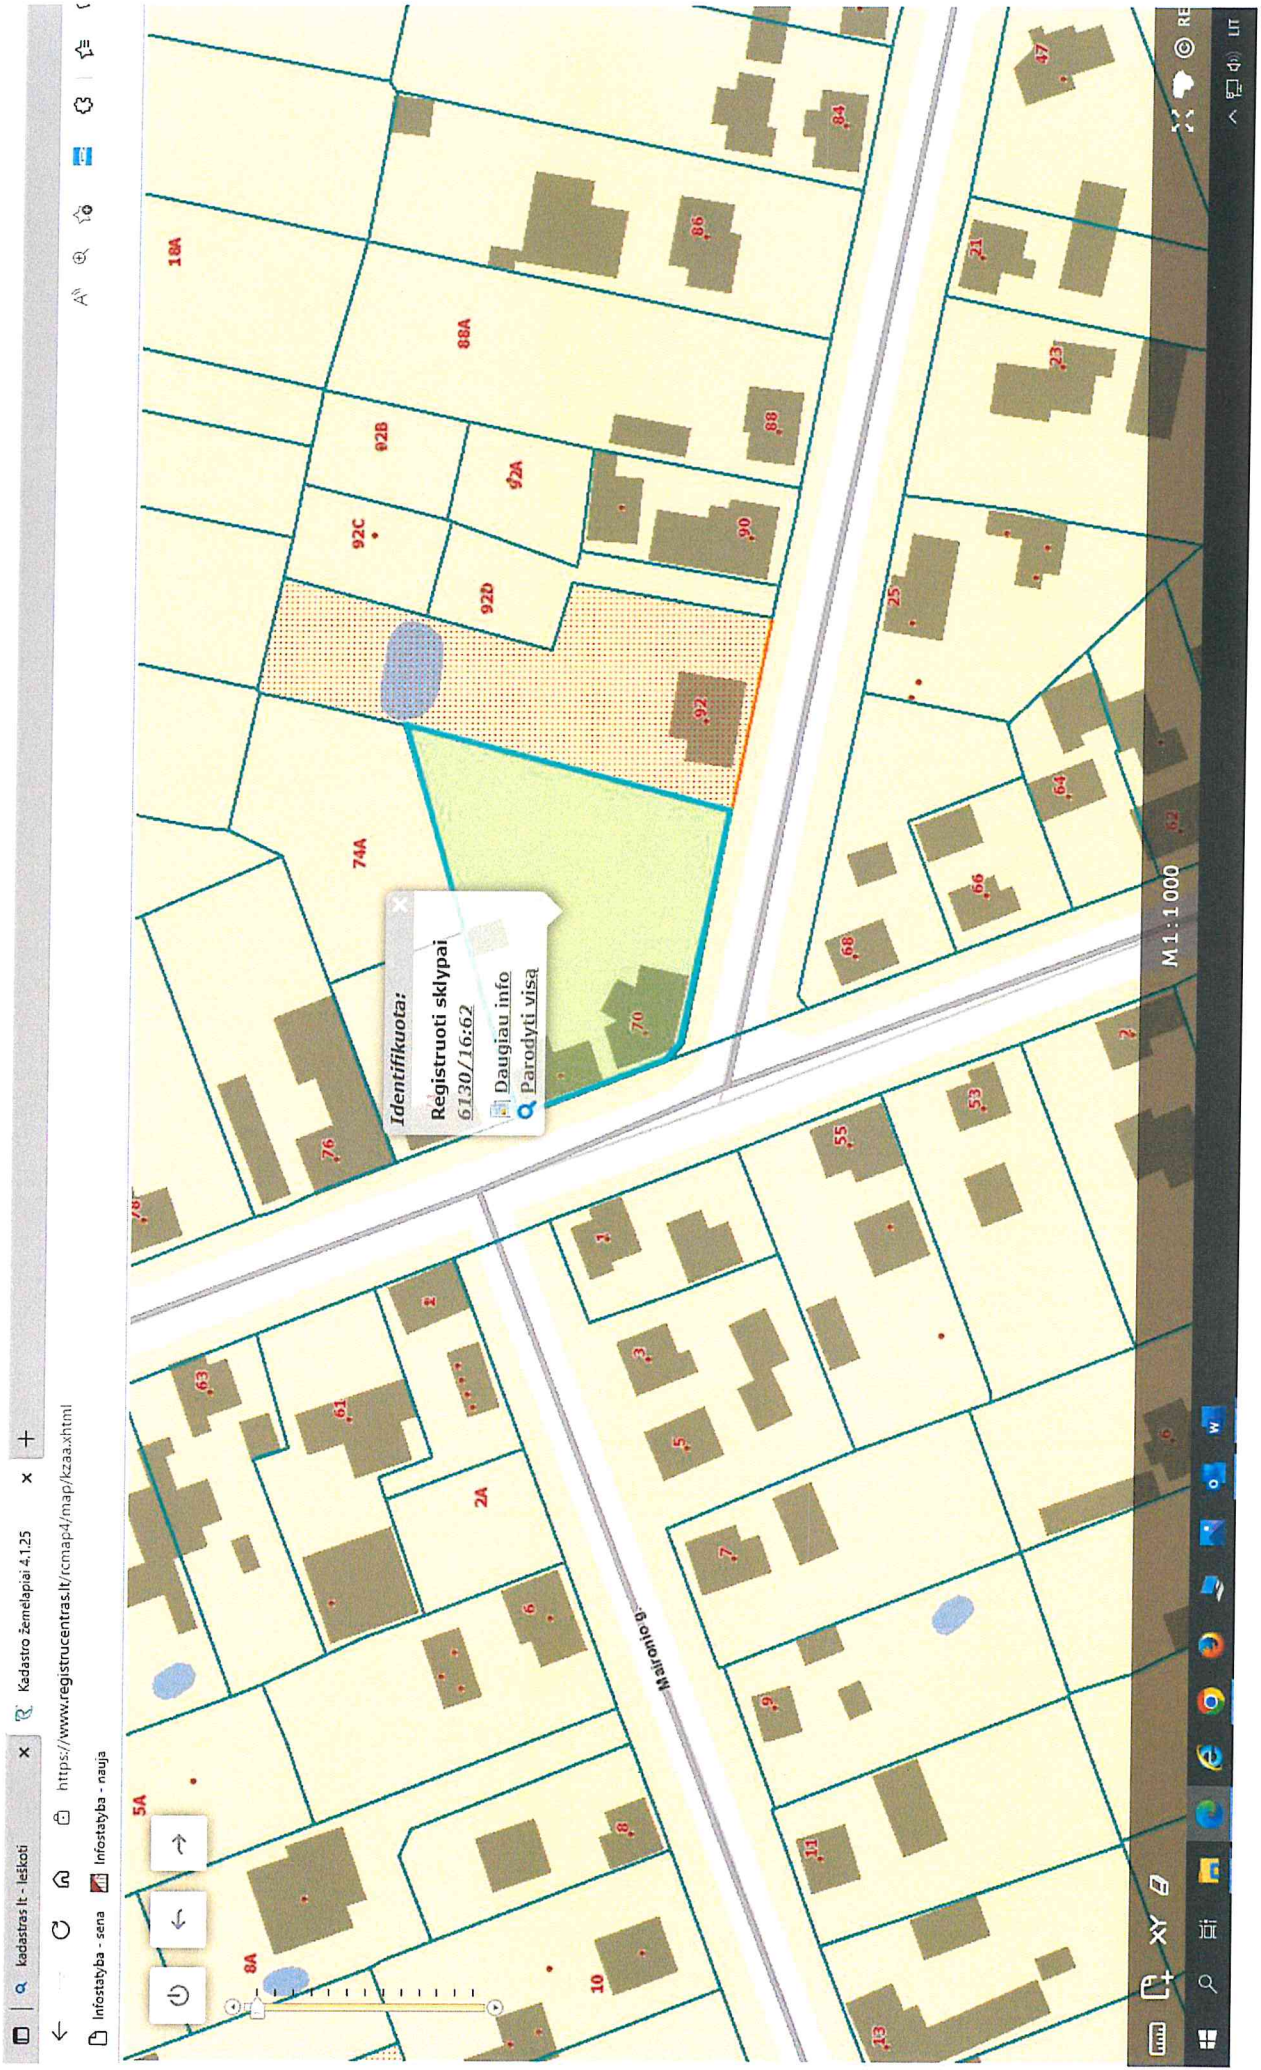 kadastras lt - Ieškoti
Kadastro žemėlapiai 4.1.25
https://www.registrucentras.lt/rcmap4/map/kzaa.xhtml
Infostatyba - sena
Infostatyba - nauja
Identifikuota:
Registruoti sklypai
6130/16:62
Daugiau info
Parodyti visą
5A
8A
10
8
6
2A
61
63
78
76
74A
70
92
92D
92C
92B
92A
90
88
88A
86
84
18A
47
21
23
25
64
62
66
68
2
53
55
1
3
5
7
9
11
13
6
Maironio g.
M 1 : 1 000
XY
© RE
LIT